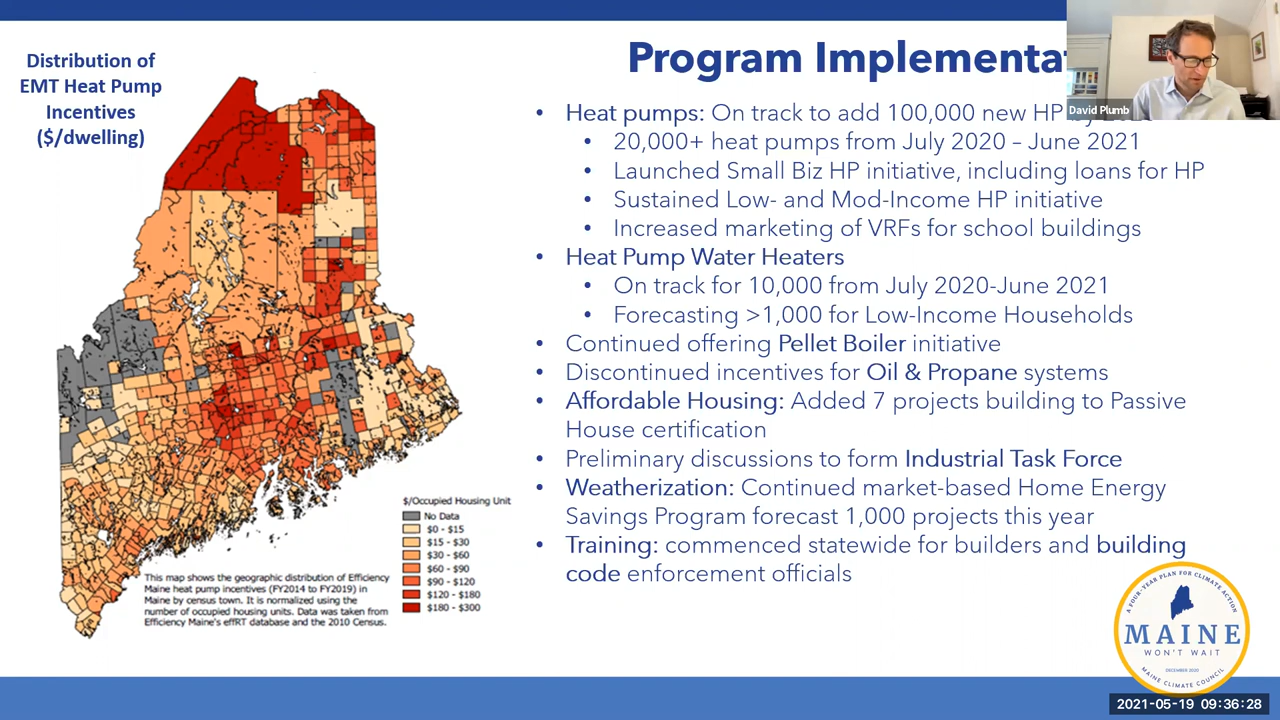 Distribution of
EMT Heat Pump
Incentives
($/dwelling)
Program Implementa
David Plumb
• Heat pumps: On track to add 100,000 new HP by
• 20,000+ heat pumps from July 2020 – June 2021
• Launched Small Biz HP initiative, including loans for HP
• Sustained Low- and Mod-Income HP initiative
• Increased marketing of VRFs for school buildings
• Heat Pump Water Heaters
• On track for 10,000 from July 2020-June 2021
• Forecasting >1,000 for Low-Income Households
• Continued offering Pellet Boiler initiative
• Discontinued incentives for Oil & Propane systems
• Affordable Housing: Added 7 projects building to Passive
House certification
• Preliminary discussions to form Industrial Task Force
• Weatherization: Continued market-based Home Energy
Savings Program forecast 1,000 projects this year
• Training: commenced statewide for builders and building
code enforcement officials
$/Occupied Housing Unit
No Data
$0 - $15
$15 - $30
$30 - $60
$60 - $90
$90 - $120
$120 - $180
$180 - $300
This map shows the geographic distribution of Efficiency
Maine heat pump incentives (FY2014 to FY2019) in
Maine by census town. It is normalized using the
number of occupied housing units. Data was taken from
Efficiency Maine's effRT database and the 2010 Census.
A FOUR-YEAR PLAN FOR CLIMATE ACTION
MAINE
WON'T WAIT
DECEMBER 2020
MAINE CLIMATE COUNCIL
2021-05-19 09:36:28